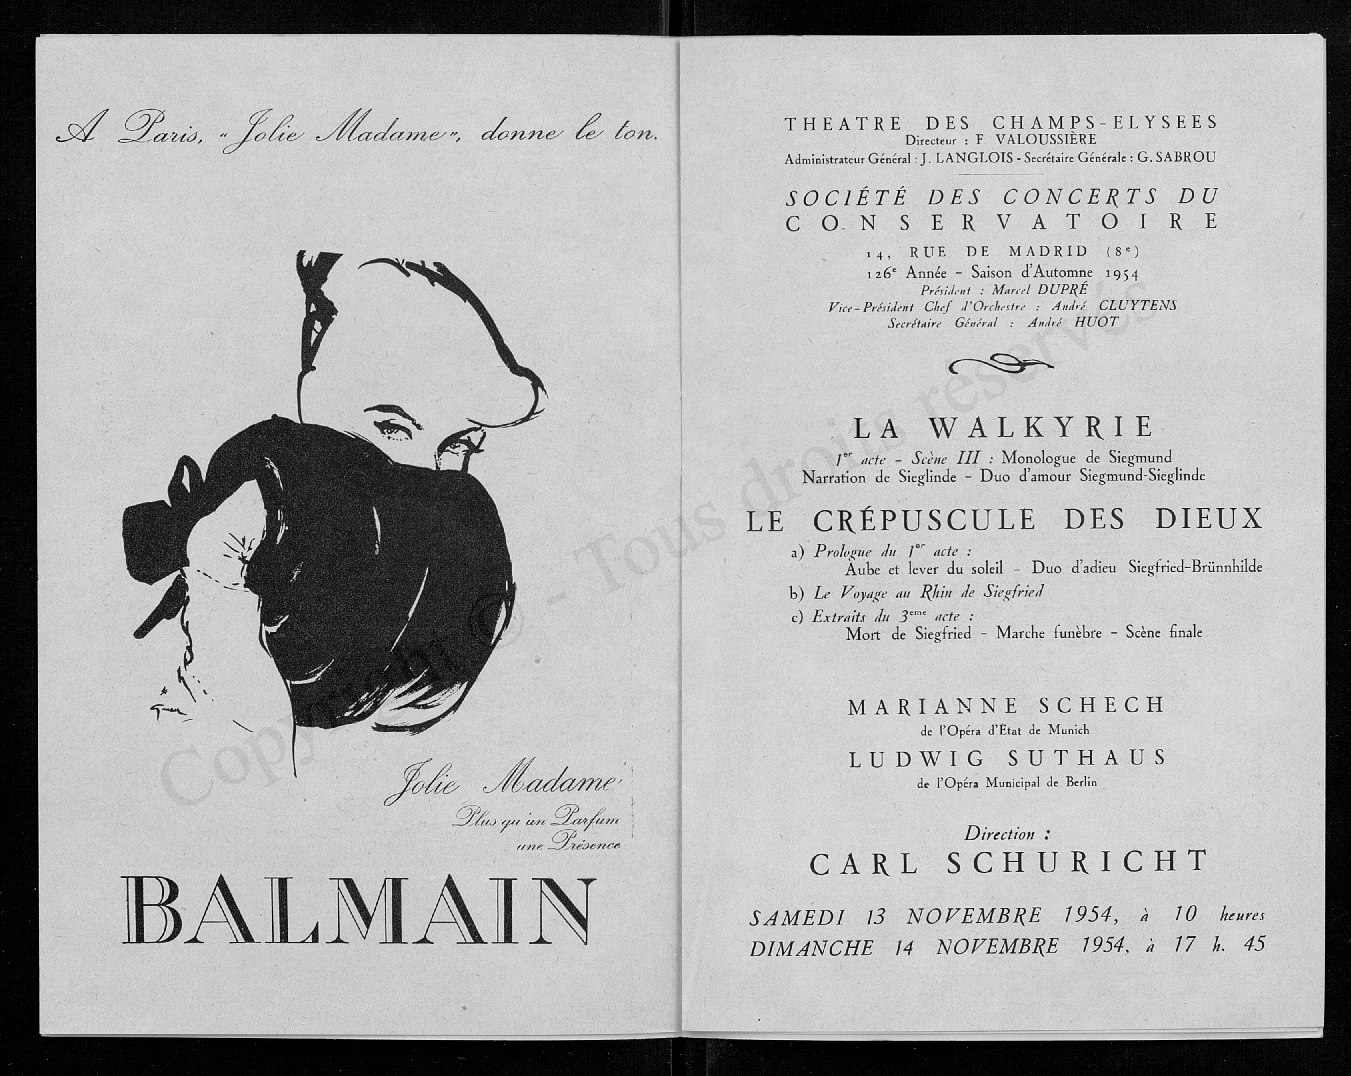 A Paris, "Jolie Madame", donne le ton.
Gruau
Jolie Madame
Plus qu'un Parfum
une Présence
BALMAIN
THEATRE DES CHAMPS-ELYSEES
Directeur : F VALOUSSIÈRE
Administrateur Général : J. LANGLOIS - Secrétaire Générale : G. SABROU
SOCIÉTÉ DES CONCERTS DU
CONSERVATOIRE
14, RUE DE MADRID (8e)
126e Année - Saison d'Automne 1954
Président : Marcel DUPRÉ
Vice-Président Chef d'Orchestre : André CLUYTENS
Secrétaire Général : André HUOT
LA WALKYRIE
1er acte - Scène III : Monologue de Siegmund
Narration de Sieglinde - Duo d'amour Siegmund-Sieglinde
LE CRÉPUSCULE DES DIEUX
a) Prologue du 1er acte :
Aube et lever du soleil - Duo d'adieu Siegfried-Brünnhilde
b) Le Voyage au Rhin de Siegfried
c) Extraits du 3eme acte :
Mort de Siegfried - Marche funèbre - Scène finale
MARIANNE SCHECH
de l'Opéra d'Etat de Munich
LUDWIG SUTHAUS
de l'Opéra Municipal de Berlin
Direction :
CARL SCHURICHT
SAMEDI 13 NOVEMBRE 1954, à 10 heures
DIMANCHE 14 NOVEMBRE 1954, à 17 h. 45
Copyright © - Tous droits réservés